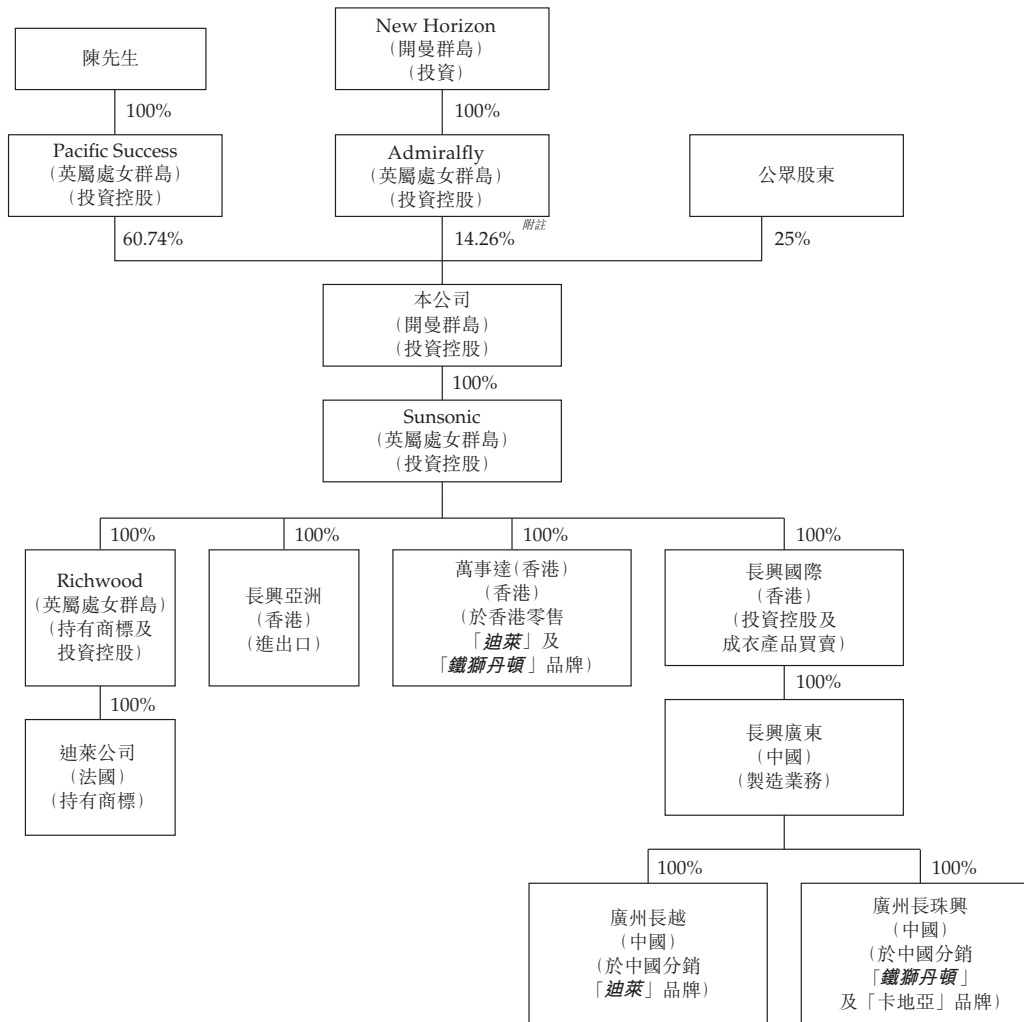 陳先生
New Horizon
(開曼群島)
(投資)
100%
100%
Pacific Success
(英屬處女群島)
(投資控股)
Admiralfly
(英屬處女群島)
(投資控股)
公眾股東
60.74%
14.26%附註
25%
本公司
(開曼群島)
(投資控股)
100%
Sunsonic
(英屬處女群島)
(投資控股)
100%
100%
100%
100%
Richwood
(英屬處女群島)
(持有商標及
投資控股)
長興亞洲
(香港)
(進出口)
萬事達(香港)
(香港)
(於香港零售
「迪萊」及
「鐵獅丹頓」品牌)
長興國際
(香港)
(投資控股及
成衣產品買賣)
100%
100%
迪萊公司
(法國)
(持有商標)
長興廣東
(中國)
(製造業務)
100%
100%
廣州長越
(中國)
(於中國分銷
「迪萊」品牌)
廣州長珠興
(中國)
(於中國分銷
「鐵獅丹頓」
及「卡地亞」品牌)